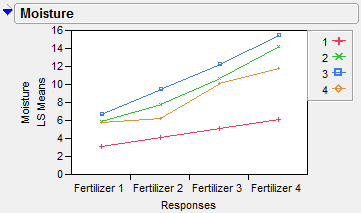 Moisture
16
14
12
10
8
6
4
2
0
Moisture
LS Means
Fertilizer 1 Fertilizer 2 Fertilizer 3 Fertilizer 4
Responses
1
2
3
4